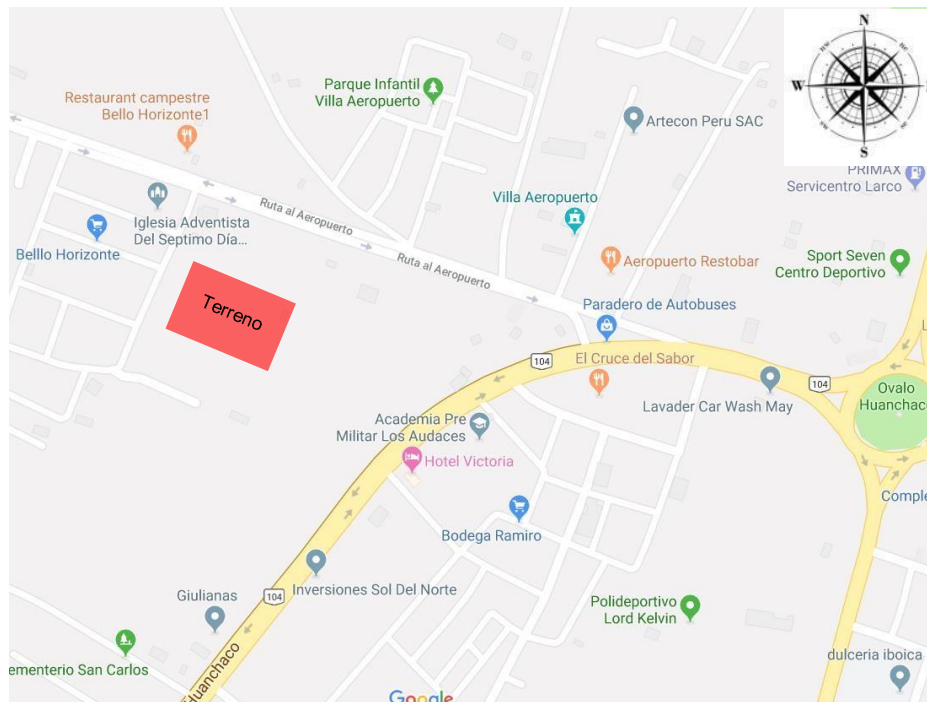 N
W
S
Parque Infantil
Villa Aeropuerto
Restaurant campestre
Bello Horizonte1
Artecon Peru SAC
PRIMAX
Servicentro Larco
Villa Aeropuerto
Iglesia Adventista
Del Septimo Día...
Ruta al Aeropuerto
Belllo Horizonte
Ruta al Aeropuerto
Aeropuerto Restobar
Sport Seven
Centro Deportivo
Terreno
Paradero de Autobuses
104
El Cruce del Sabor
104
Lavader Car Wash May
Ovalo
Huanchaco
Academia Pre
Militar Los Audaces
Hotel Victoria
Comple
Bodega Ramiro
Inversiones Sol Del Norte
104
Giulianas
Polideportivo
Lord Kelvin
ementerio San Carlos
dulceria iboica
Huanchaco
Google